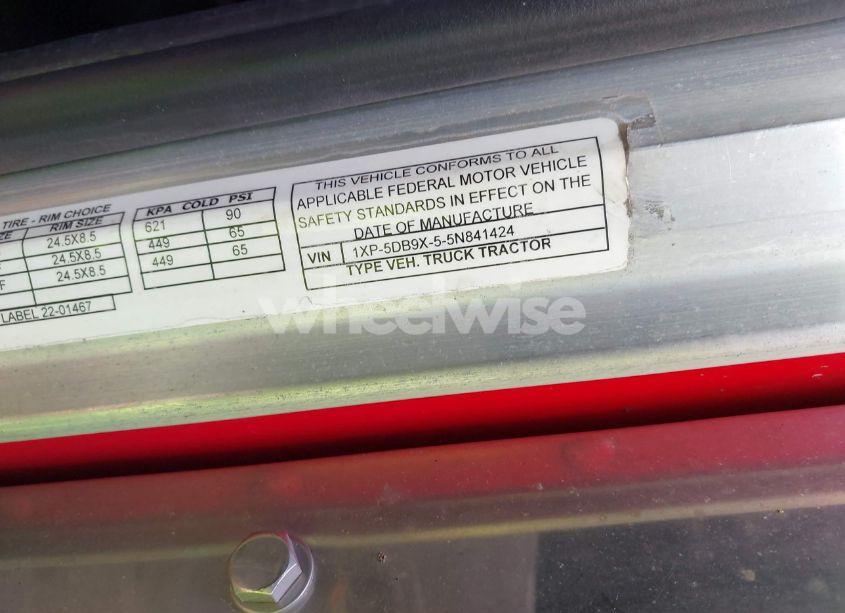 TIRE - RIM CHOICE
RIM SIZE
24.5X8.5
24.5X8.5
F 24.5X8.5
LABEL 22-01467
KPA COLD PSI
621 90
449 65
449 65
THIS VEHICLE CONFORMS TO ALL
APPLICABLE FEDERAL MOTOR VEHICLE
SAFETY STANDARDS IN EFFECT ON THE
DATE OF MANUFACTURE
VIN 1XP-5DB9X-5-5N841424
TYPE VEH. TRUCK TRACTOR
wheelwise